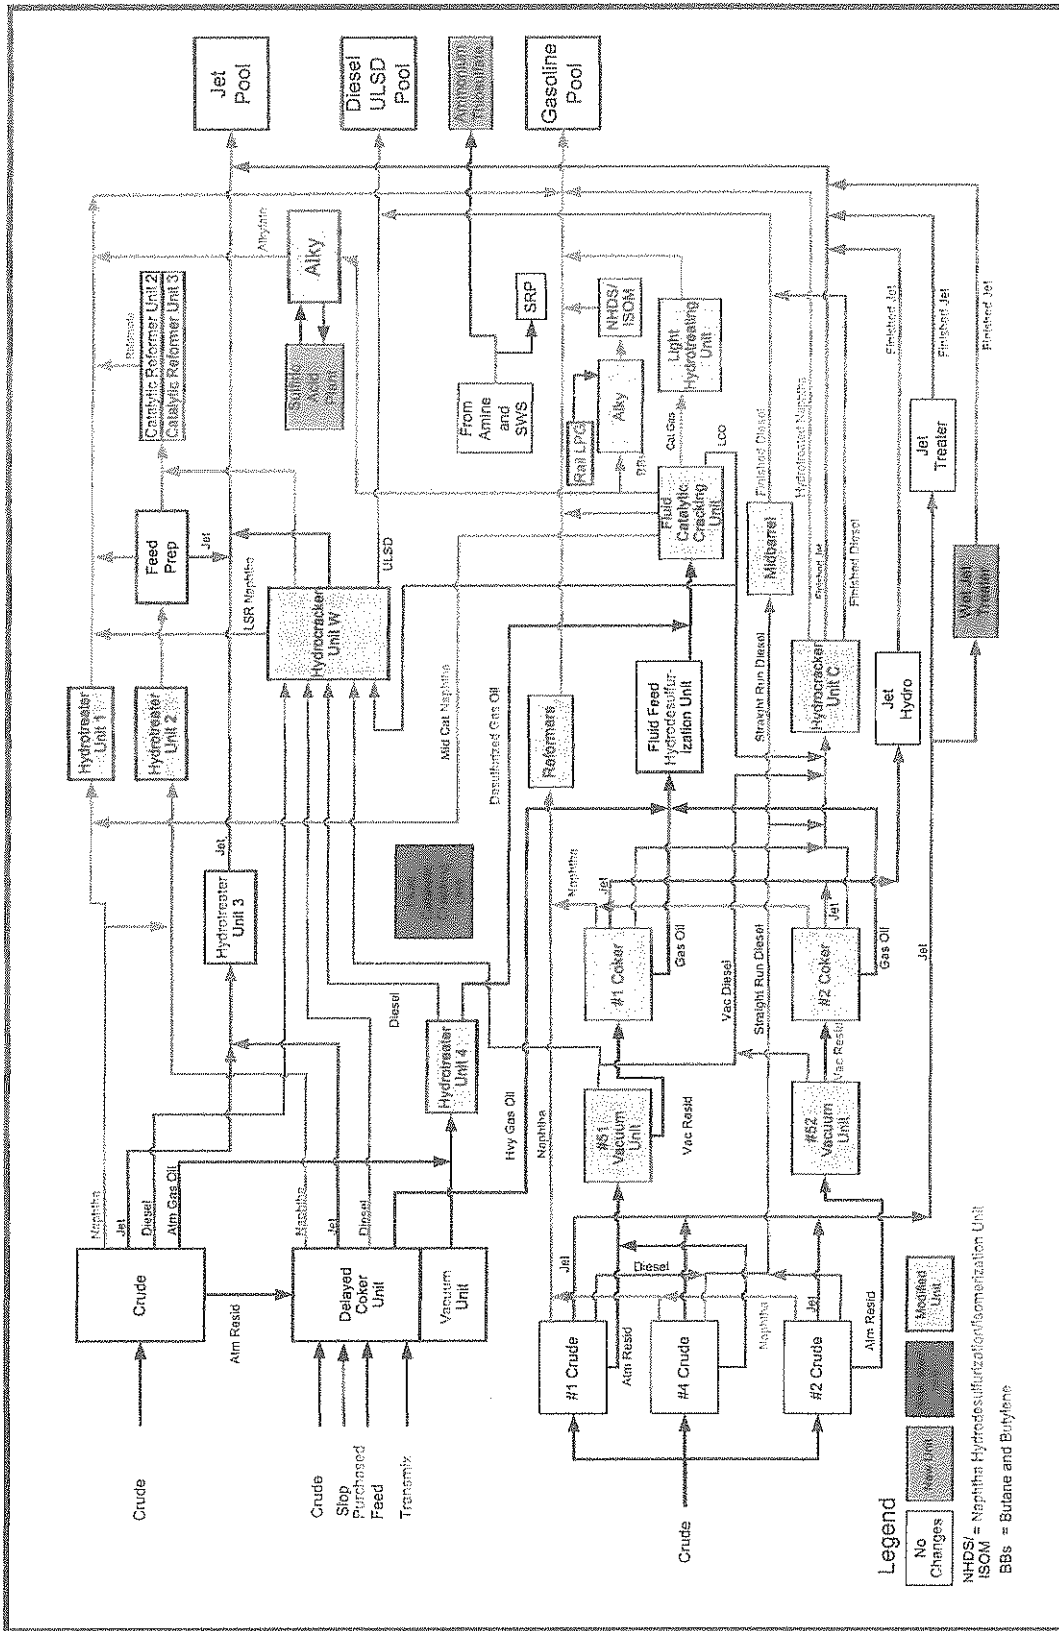 Jet
Pool
Diesel
ULSD
Pool
Ammonium
Thiosulfate
Gasoline
Pool
Reformate
Catalytic Reformer Unit 2
Catalytic Reformer Unit 3
Alkylate
Alky
Sulfuric
Acid
Plant
SRP
From
Amine
and
SWS
Rail LPG
Alky
NHDS/
ISOM
BBs
Light
Hydrotreating
Unit
Cat Gas
LCO
Feed
Prep
Jet
LSR Naphtha
Hydrocracker
Unit W
ULSD
Fluid
Catalytic
Cracking
Unit
Finished Diesel
Midbarrel
Hydrotreated Naphtha
Finished Jet
Finished Diesel
Finished Jet
Finished Jet
Finished Jet
Jet
Treater
Hydrotreater
Unit 1
Hydrotreater
Unit 2
Mid Cat Naphtha
Desulfurized Gas Oil
Reformers
Fluid Feed
Hydrodesulfur-
ization Unit
Straight Run Diesel
Hydrocracker
Unit C
Jet
Hydro
Treater
Jet
Hydrotreater
Unit 3
Naphtha
Jet
#1 Coker
Gas Oil
Jet
#2 Coker
Gas Oil
Jet
Diesel
Hydrotreater
Unit 4
Hvy Gas Oil
Naphtha
#51
Vacuum
Unit
Vac Resid
Vac Diesel
Straight Run Diesel
Vac Resid
#52
Vacuum
Unit
Naphtha
Jet
Diesel
Atm Gas Oil
Crude
Atm Resid
Naphtha
Jet
Diesel
Delayed
Coker
Unit
Vacuum
Unit
Jet
Diesel
Naphtha
Jet
Atm Resid
Atm Resid
#1 Crude
#4 Crude
#2 Crude
Crude
Crude
Slop
Purchased
Feed
Transmix
Crude
Legend
No
Changes
New Unit
Modified
Unit
NHDS/
ISOM = Naphtha Hydrodesulfurization/Isomerization Unit
BBs = Butane and Butylene